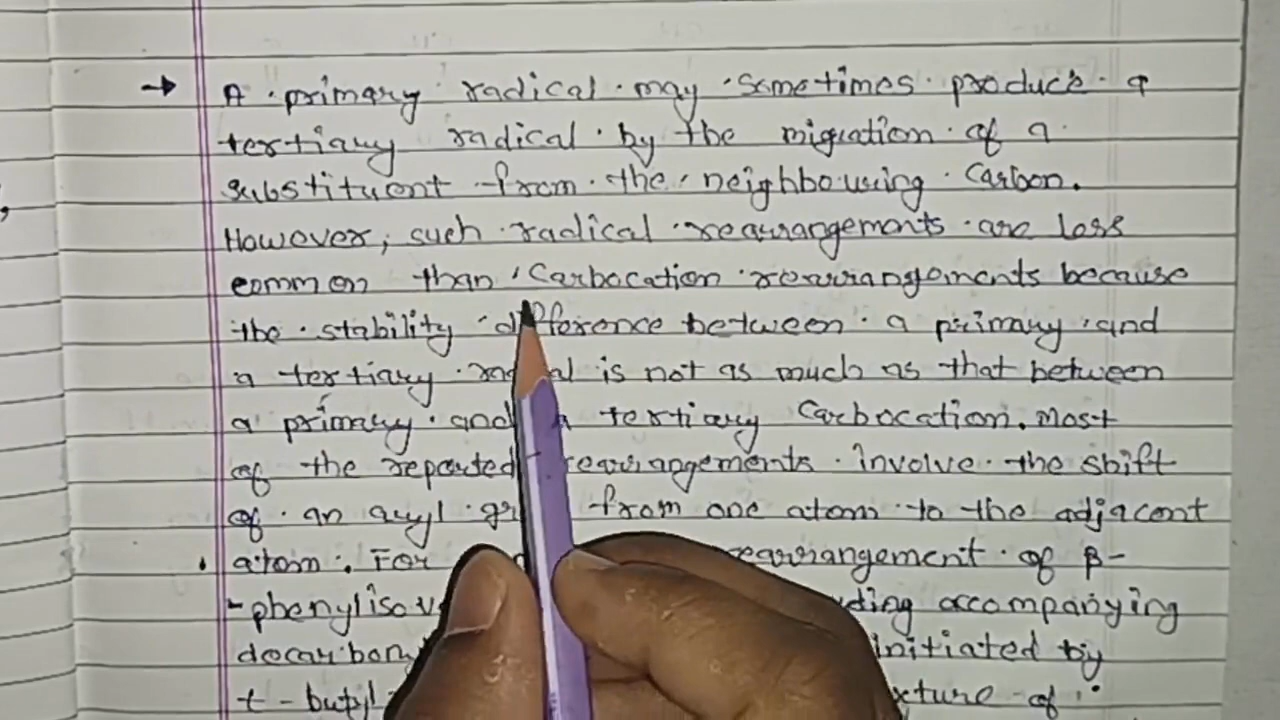 → A primary radical may sometimes produce a
tertiary radical by the migration of a
substituent from the neighbouring carbon.
However, such radical rearrangements are less
common than carbocation rearrangements because
the stability difference between a primary and
a tertiary is not as much as that between
a primary and a tertiary carbocation. Most
of the reported rearrangements involve the shift
of an aryl from one atom to the adjacent
atom. For rearrangement of β-
accompanying
initiated by
t-butyl of